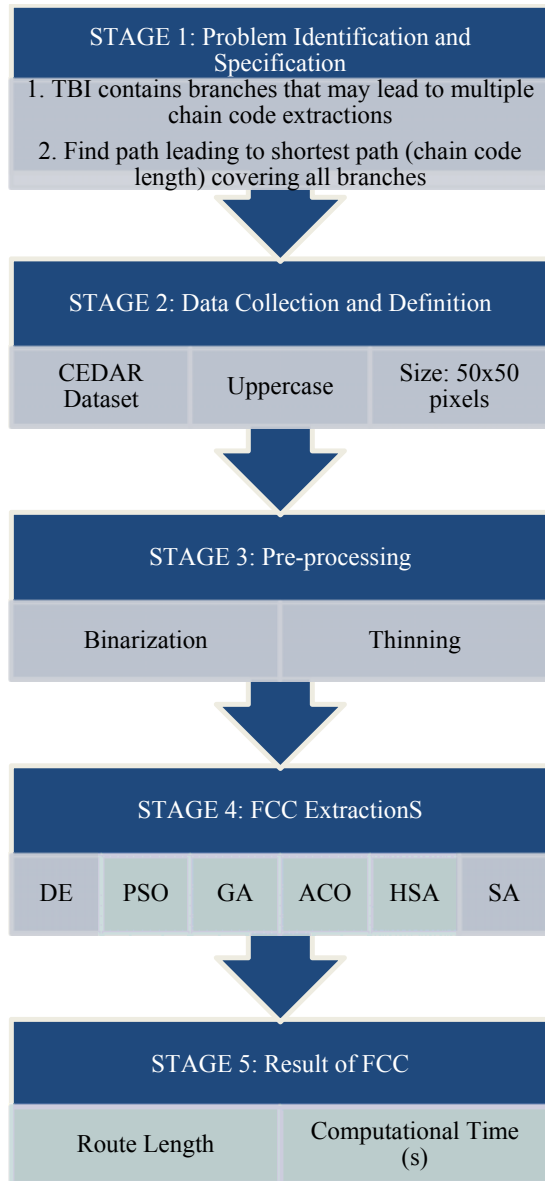 STAGE 1: Problem Identification and
Specification
1. TBI contains branches that may lead to multiple
chain code extractions
2. Find path leading to shortest path (chain code
length) covering all branches
STAGE 2: Data Collection and Definition
CEDAR
Dataset
Uppercase
Size: 50x50
pixels
STAGE 3: Pre-processing
Binarization
Thinning
STAGE 4: FCC ExtractionS
DE
PSO
GA
ACO
HSA
SA
STAGE 5: Result of FCC
Route Length
Computational Time
(s)